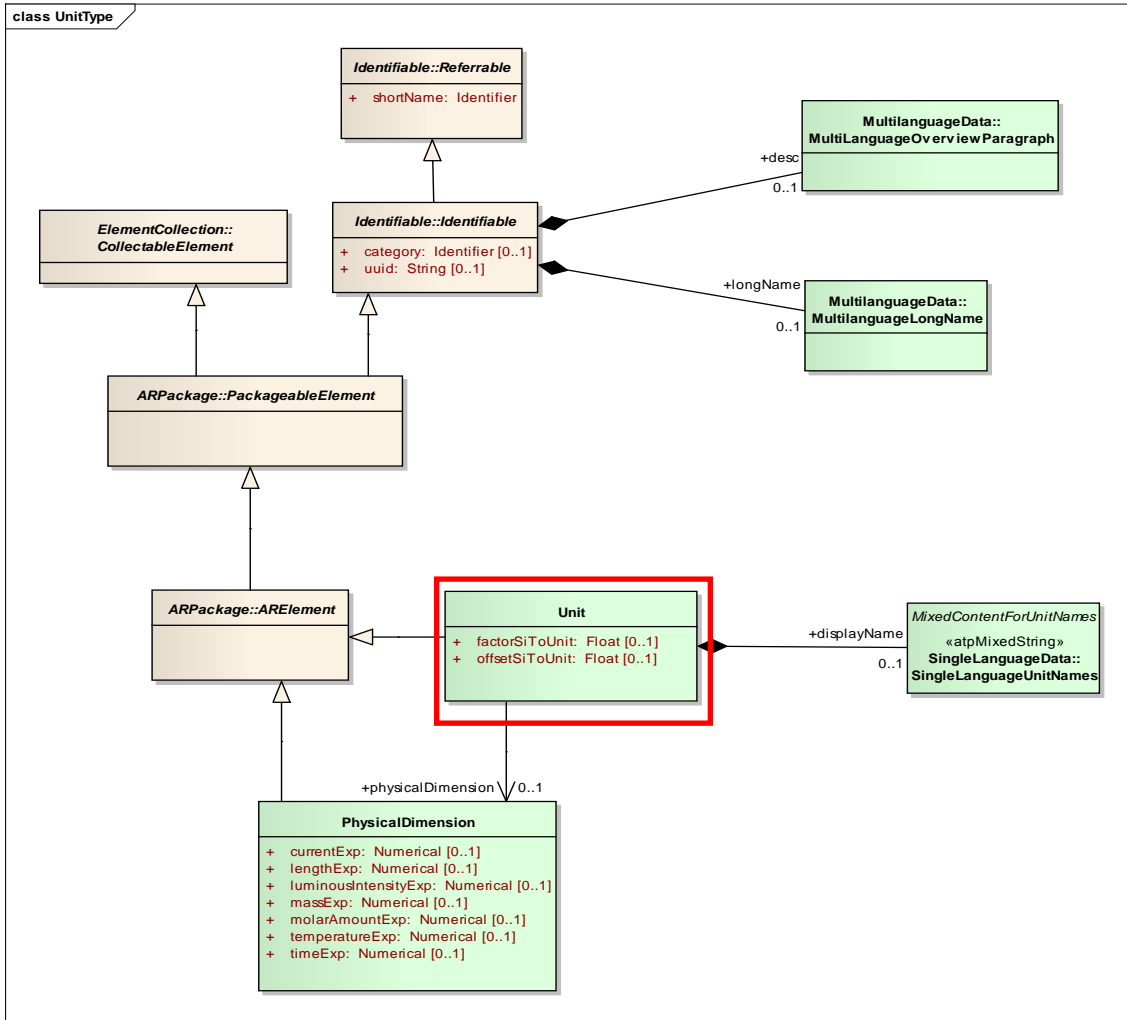 class UnitType
Identifiable::Referrable
+ shortName: Identifier
MultilanguageData::
MultiLanguageOverviewParagraph
+desc
0..1
Identifiable::Identifiable
+ category: Identifier [0..1]
+ uuid: String [0..1]
ElementCollection::
CollectableElement
+longName
0..1
MultilanguageData::
MultilanguageLongName
ARPackage::PackageableElement
ARPackage::ARElement
Unit
+ factorSiToUnit: Float [0..1]
+ offsetSiToUnit: Float [0..1]
+displayName
0..1
MixedContentForUnitNames
«atpMixedString»
SingleLanguageData::
SingleLanguageUnitNames
+physicalDimension
0..1
PhysicalDimension
+ currentExp: Numerical [0..1]
+ lengthExp: Numerical [0..1]
+ luminousIntensityExp: Numerical [0..1]
+ massExp: Numerical [0..1]
+ molarAmountExp: Numerical [0..1]
+ temperatureExp: Numerical [0..1]
+ timeExp: Numerical [0..1]